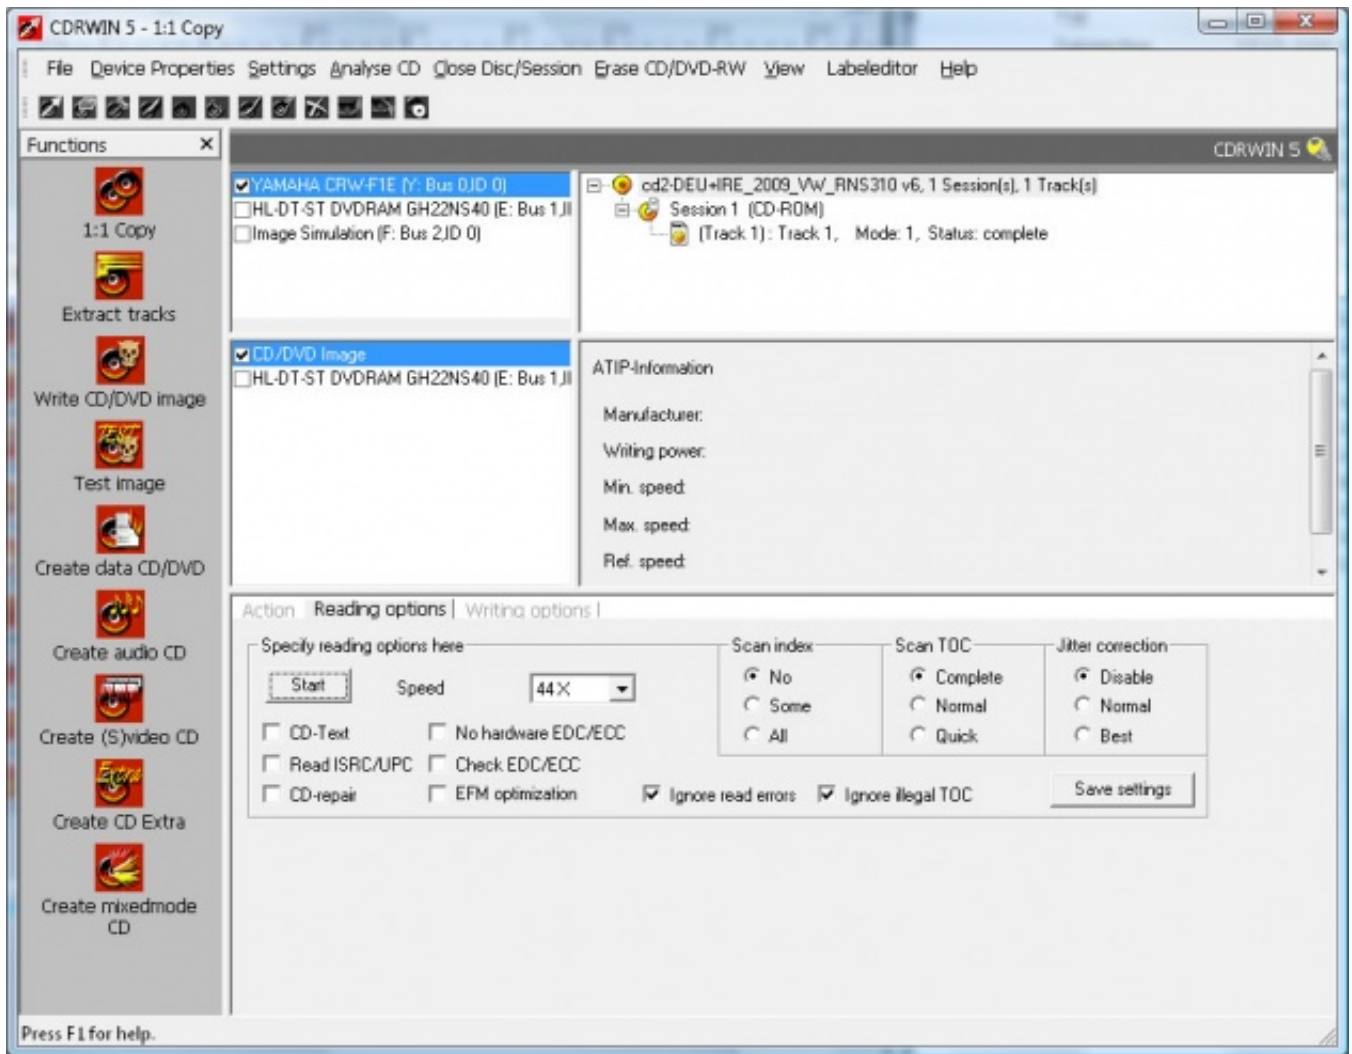 CDRWIN 5 - 1:1 Copy
File Device Properties Settings Analyse CD Close Disc/Session Erase CD/DVD-RW View Labeleditor Help
Functions
CDRWIN 5
1:1 Copy
Extract tracks
Write CD/DVD image
Test image
Create data CD/DVD
Create audio CD
Create (S)video CD
Create CD Extra
Create mixedmode
CD
YAMAHA CRW-F1E (Y: Bus 0,ID 0)
HL-DT-ST DVDRAM GH22NS40 (E: Bus 1,II
Image Simulation (F: Bus 2,ID 0)
cd2-DEU+IRE_2009_VW_RNS310 v6, 1 Session(s), 1 Track(s)
Session 1 (CD-ROM)
(Track 1) : Track 1, Mode: 1, Status: complete
CD/DVD Image
HL-DT-ST DVDRAM GH22NS40 (E: Bus 1,II
ATIP-Information
Manufacturer:
Writing power:
Min. speed:
Max. speed:
Ref. speed:
Action Reading options Writing options
Specify reading options here
Start Speed 44X
CD-Text No hardware EDC/ECC
Read ISRC/UPC Check EDC/ECC
CD-repair EFM optimization Ignore read errors Ignore illegal TOC
Scan index
No
Some
All
Scan TOC
Complete
Normal
Quick
Jitter correction
Disable
Normal
Best
Save settings
Press F1 for help.